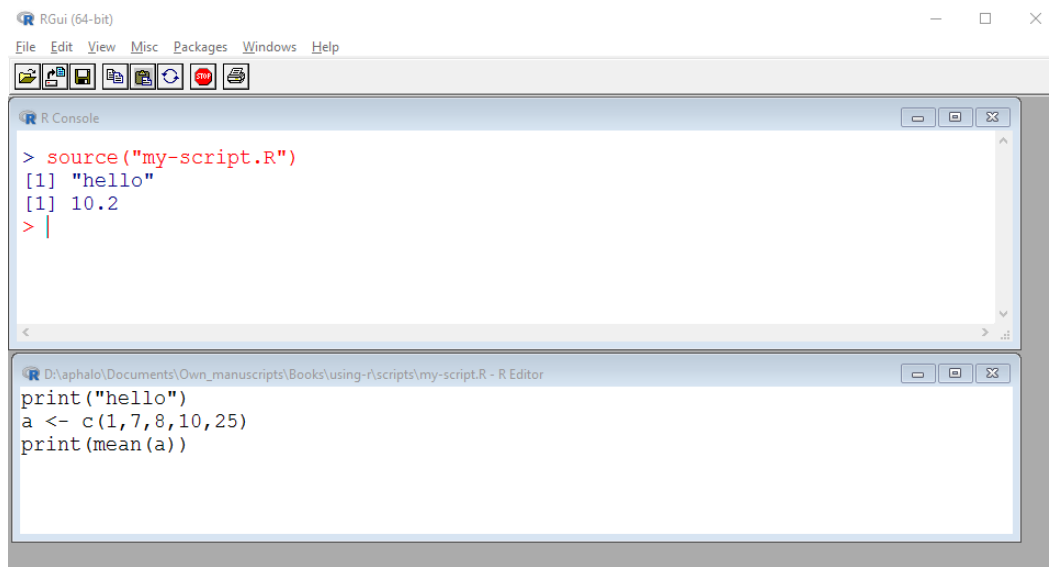 RGui (64-bit)
File Edit View Misc Packages Windows Help
STOP
R Console
> source("my-script.R")
[1] "hello"
[1] 10.2
>
D:\aphalo\Documents\Own_manuscripts\Books\using-r\scripts\my-script.R - R Editor
print("hello")
a <- c(1,7,8,10,25)
print(mean(a))